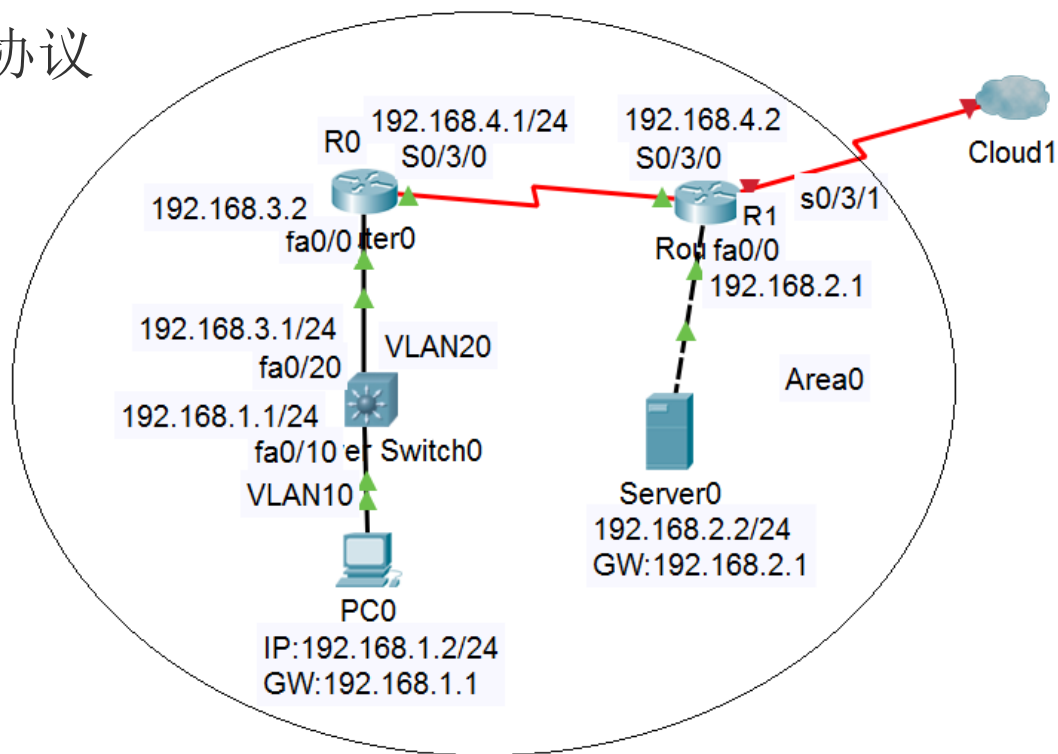 协议
192.168.4.1/24
R0
S0/3/0
192.168.4.2
S0/3/0
Cloud1
s0/3/1
192.168.3.2
fa0/0
R1
fa0/0
192.168.2.1
192.168.3.1/24
fa0/20
VLAN20
Area0
192.168.1.1/24
fa0/10
Switch0
VLAN10
Server0
192.168.2.2/24
GW:192.168.2.1
PC0
IP:192.168.1.2/24
GW:192.168.1.1